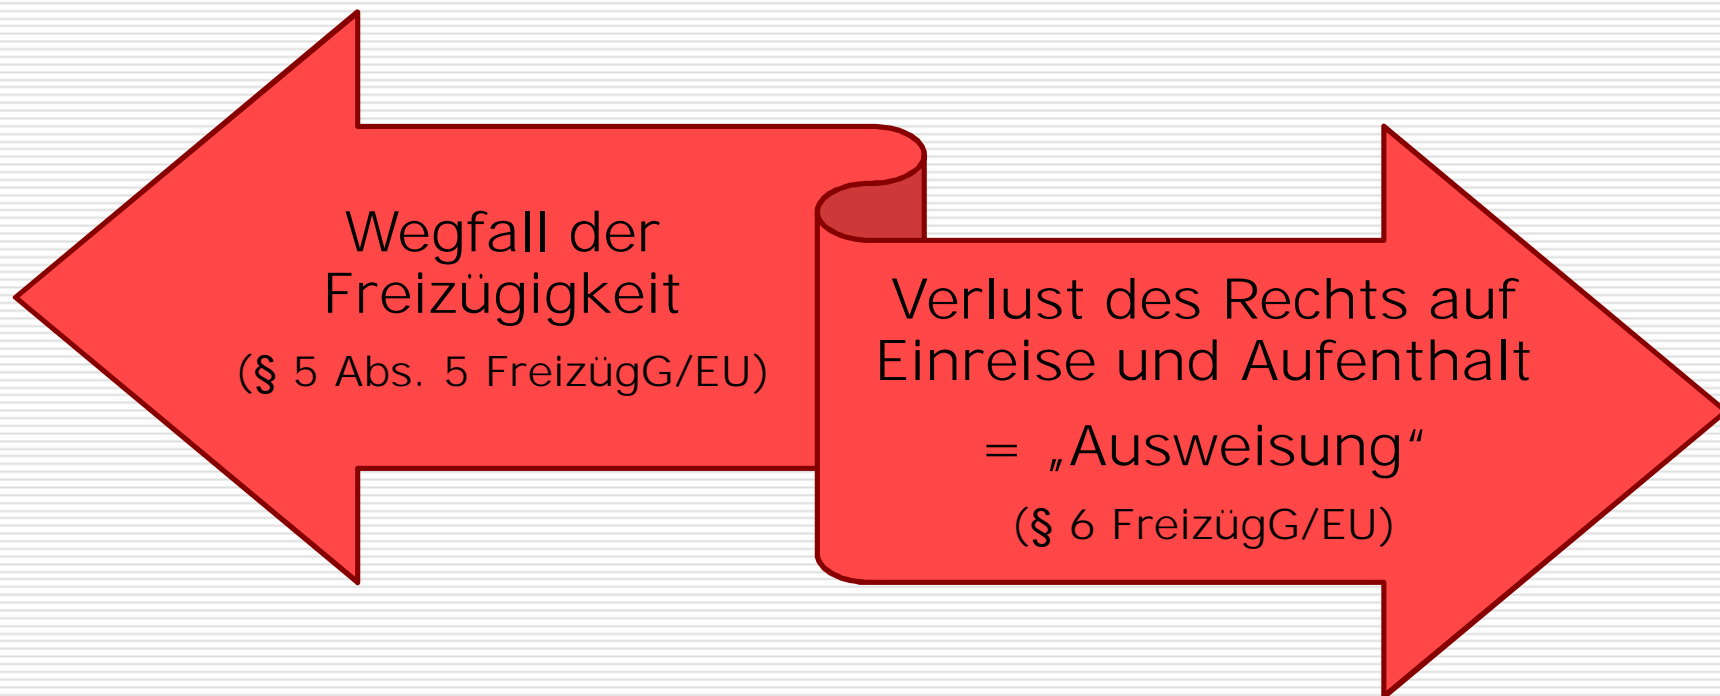 Wegfall der
Freizügigkeit
(§ 5 Abs. 5 FreizügG/EU)
Verlust des Rechts auf
Einreise und Aufenthalt
= „Ausweisung“
(§ 6 FreizügG/EU)